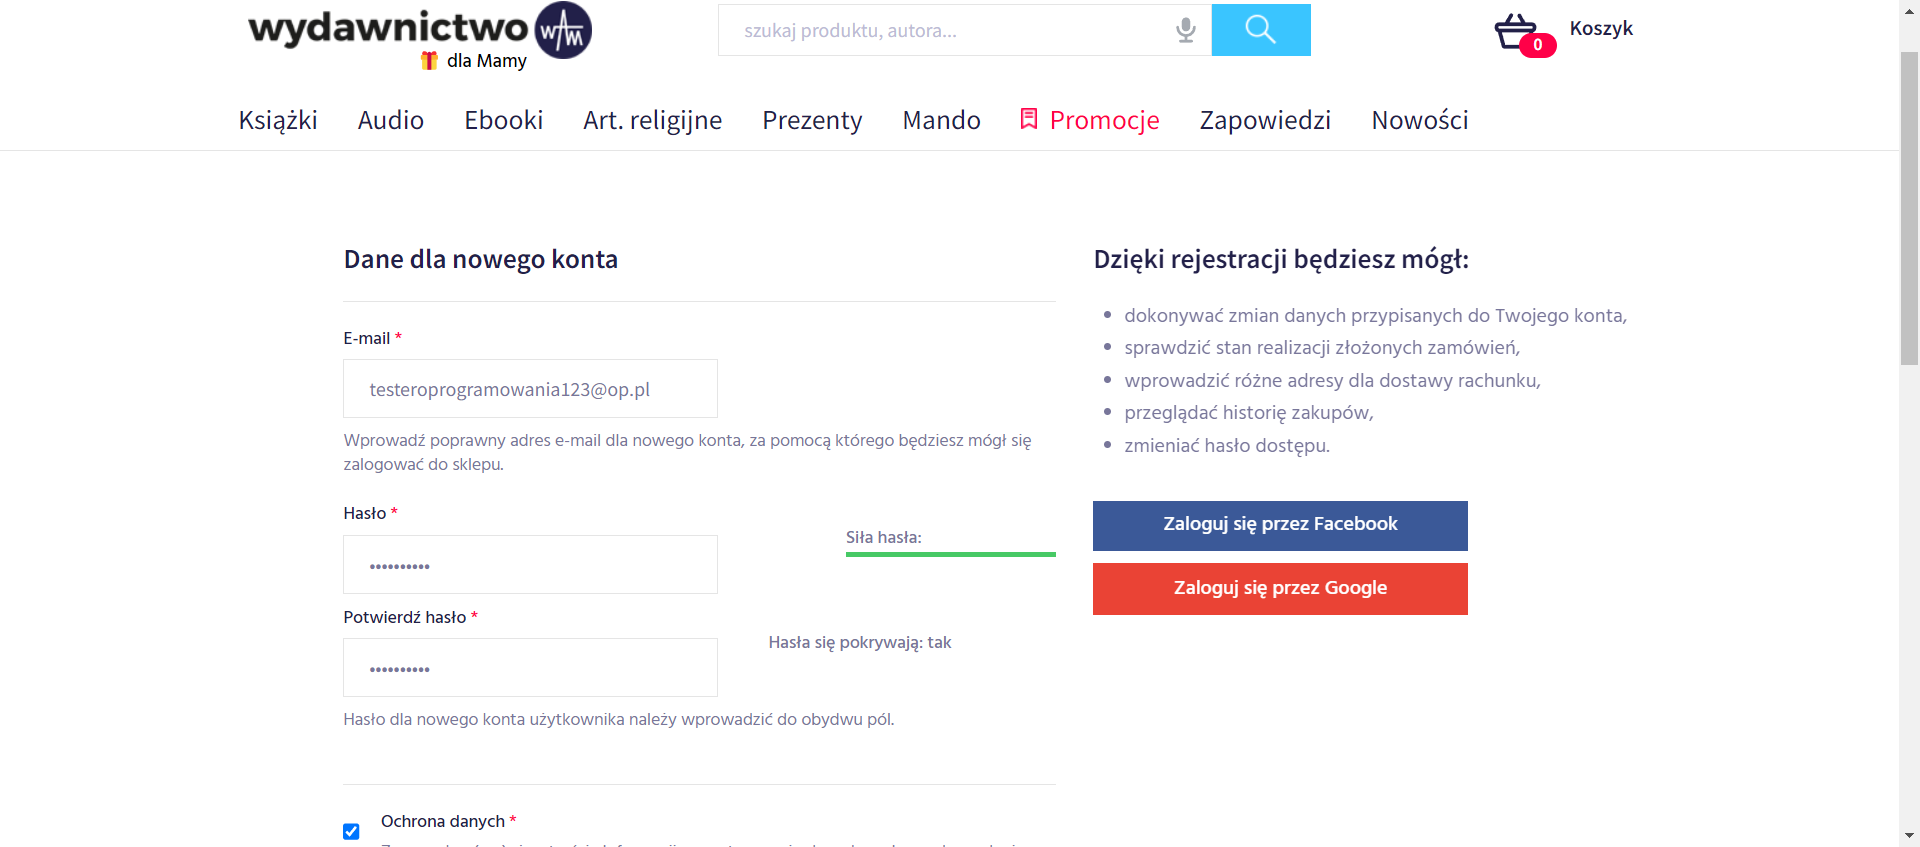 wydawnictwo WAM
🎁 dla Mamy
szukaj produktu, autora...
0
Koszyk
Książki Audio Ebooki Art. religijne Prezenty Mando Promocje Zapowiedzi Nowości
Dane dla nowego konta
E-mail *
testeroprogramowania123@op.pl
Wprowadź poprawny adres e-mail dla nowego konta, za pomocą którego będziesz mógł się
zalogować do sklepu.
Hasło *
••••••••••
Siła hasła:
Potwierdź hasło *
••••••••••
Hasła się pokrywają: tak
Hasło dla nowego konta użytkownika należy wprowadzić do obydwu pól.
Ochrona danych *
Dzięki rejestracji będziesz mógł:
• dokonywać zmian danych przypisanych do Twojego konta,
• sprawdzić stan realizacji złożonych zamówień,
• wprowadzić różne adresy dla dostawy rachunku,
• przeglądać historię zakupów,
• zmieniać hasło dostępu.
Zaloguj się przez Facebook
Zaloguj się przez Google